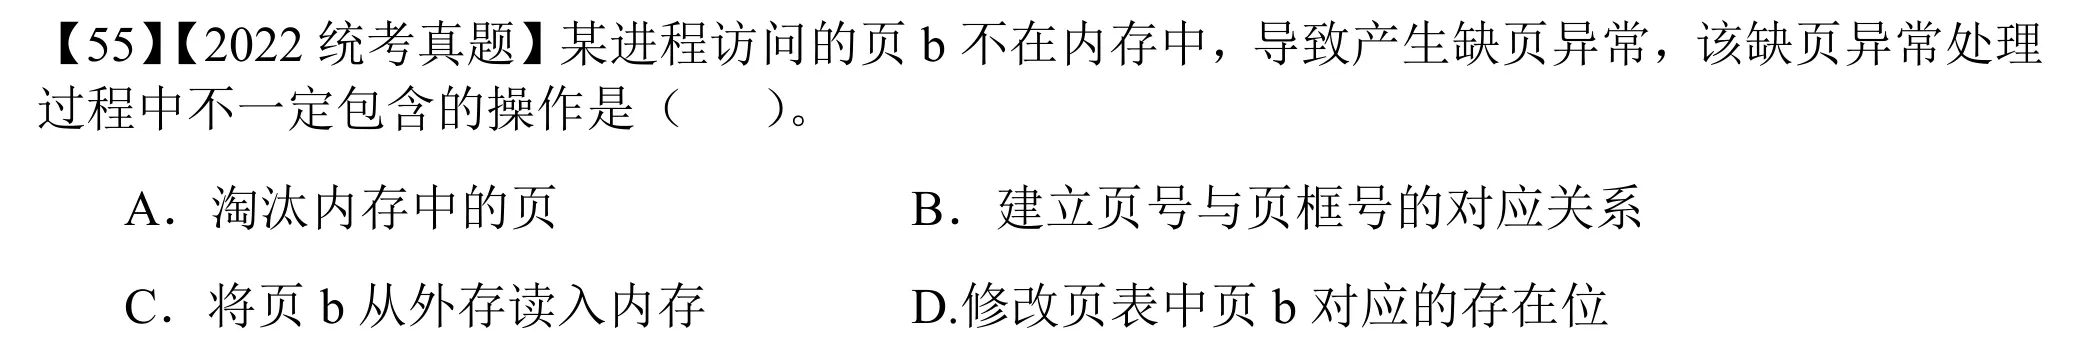 【55】【2022 统考真题】某进程访问的页 b 不在内存中，导致产生缺页异常，该缺页异常处理
过程中不一定包含的操作是（　　）。
A．淘汰内存中的页　　B．建立页号与页框号的对应关系
C．将页 b 从外存读入内存　　D.修改页表中页 b 对应的存在位